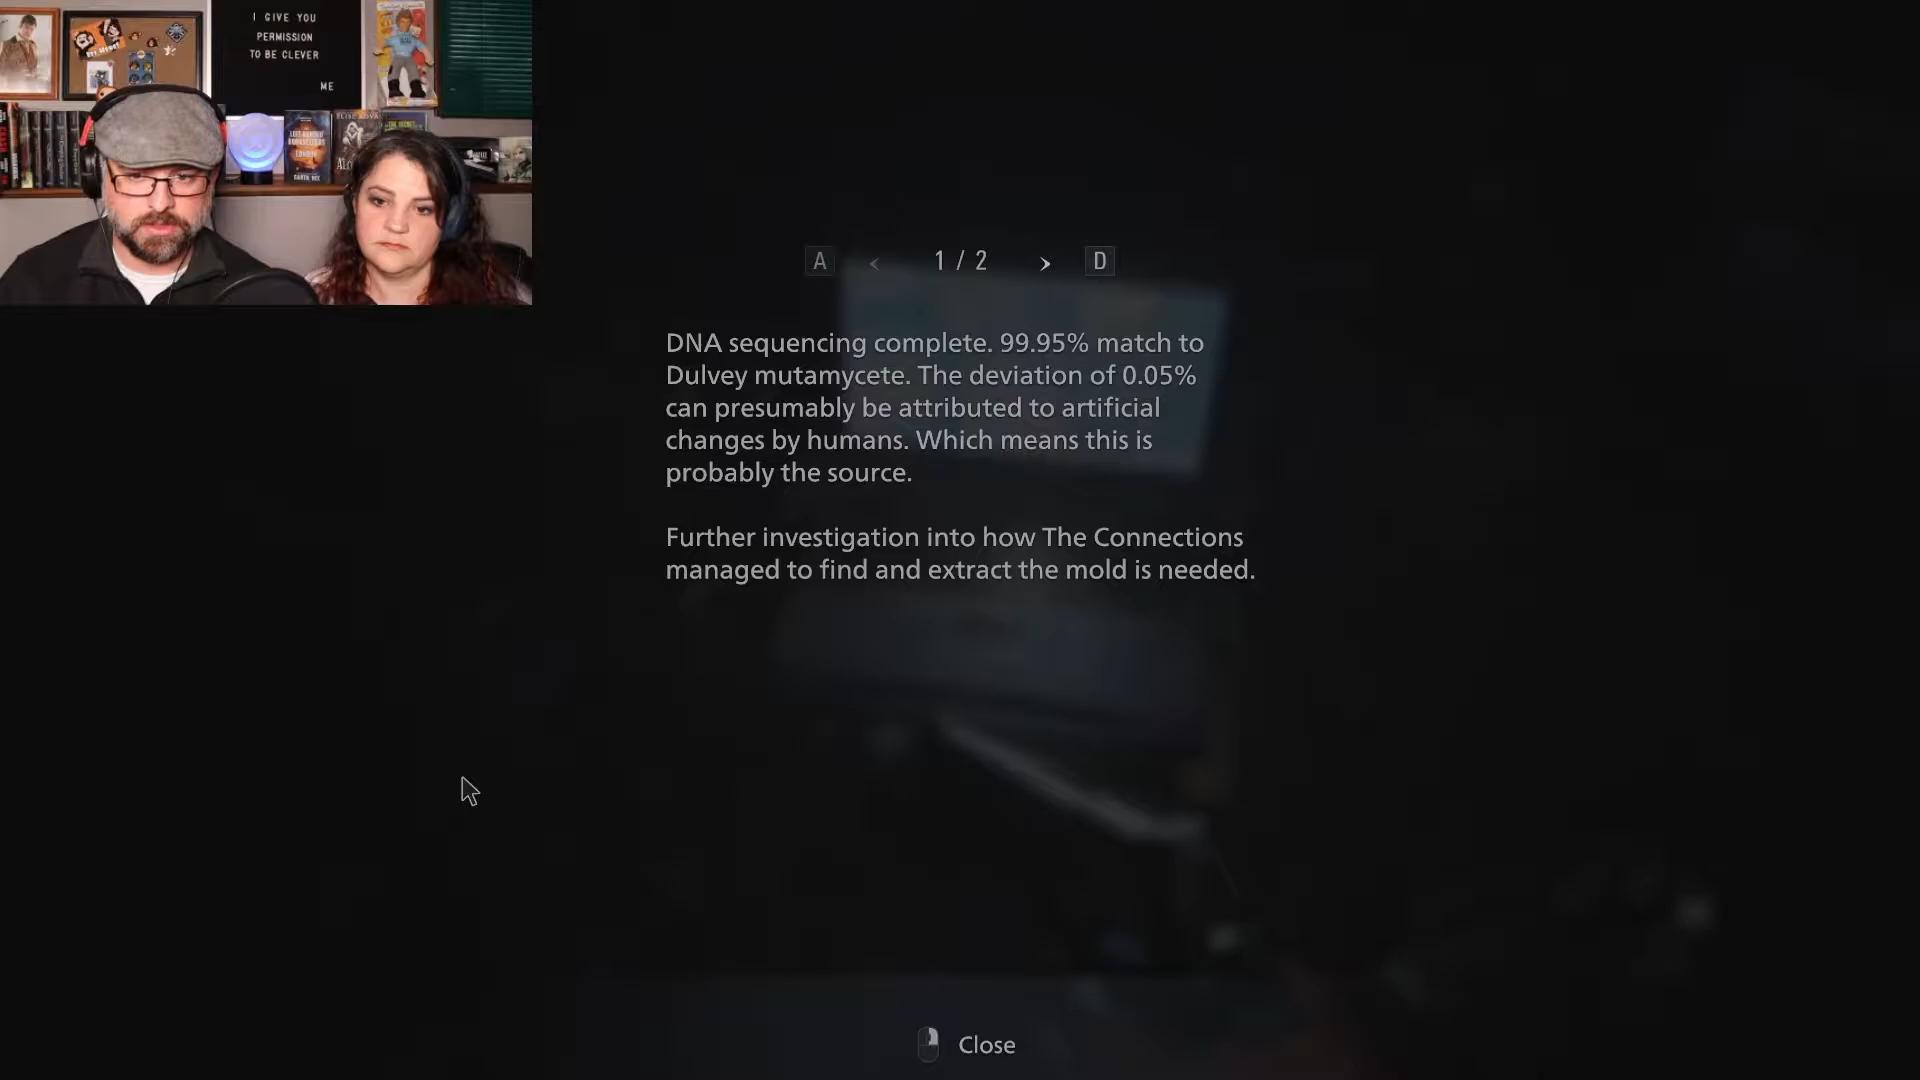 I GIVE YOU
PERMISSION
TO BE CLEVER
ME
A < 1 / 2 > D
DNA sequencing complete. 99.95% match to
Dulvey mutamycete. The deviation of 0.05%
can presumably be attributed to artificial
changes by humans. Which means this is
probably the source.
Further investigation into how The Connections
managed to find and extract the mold is needed.
Close